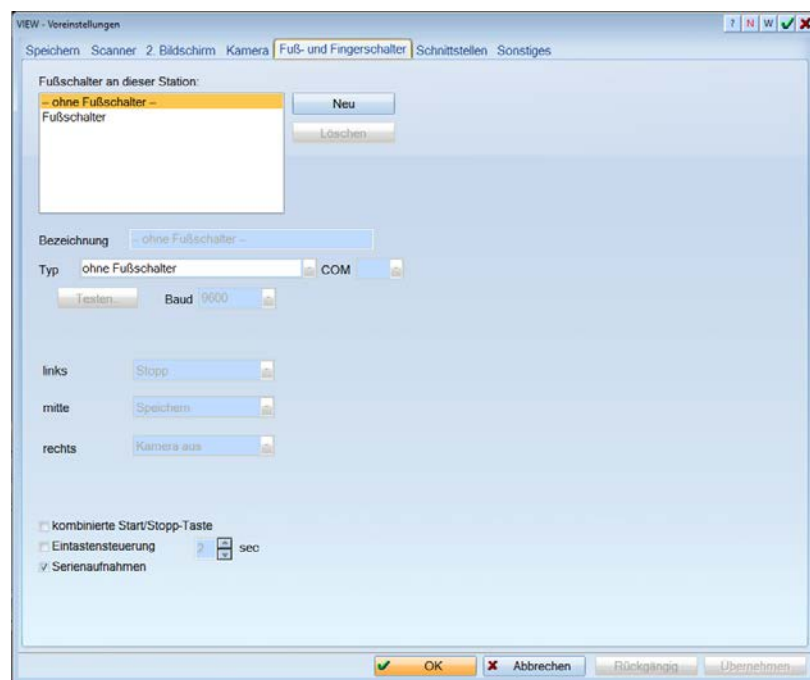 VIEW - Voreinstellungen
? N W
Speichern Scanner 2. Bildschirm Kamera Fuß- und Fingerschalter Schnittstellen Sonstiges
Fußschalter an dieser Station:
– ohne Fußschalter –
Neu
Fußschalter
Löschen
Bezeichnung – ohne Fußschalter –
Typ ohne Fußschalter COM
Testen... Baud 9600
links Stopp
mitte Speichern
rechts Kamera aus
kombinierte Start/Stopp-Taste
Eintastensteuerung 2 sec
Serienaufnahmen
OK Abbrechen Rückgängig Übernehmen